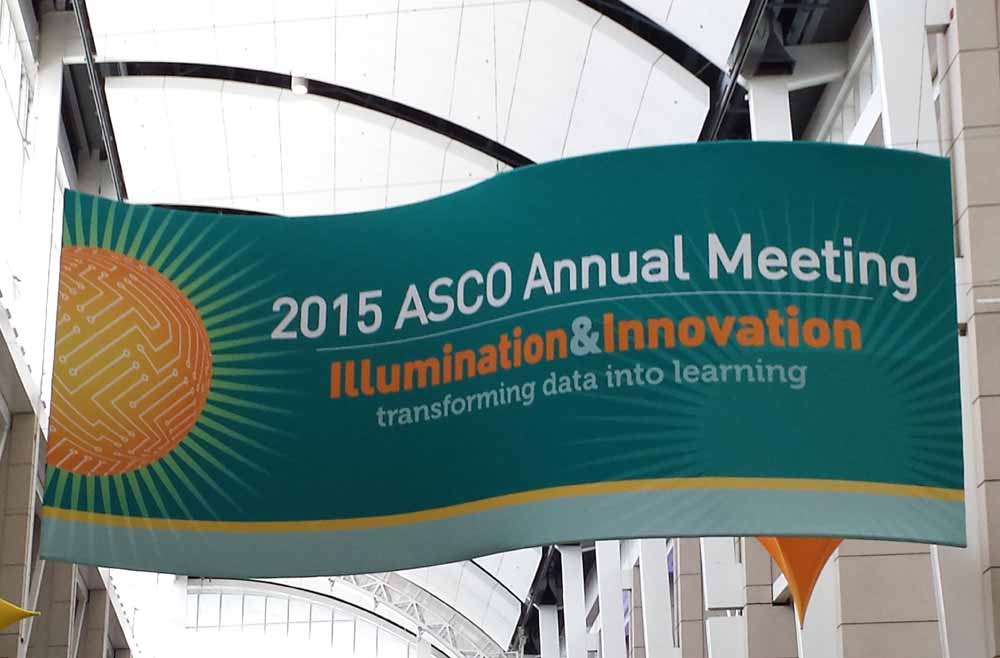 2015 ASCO Annual Meeting
Illumination&Innovation
transforming data into learning